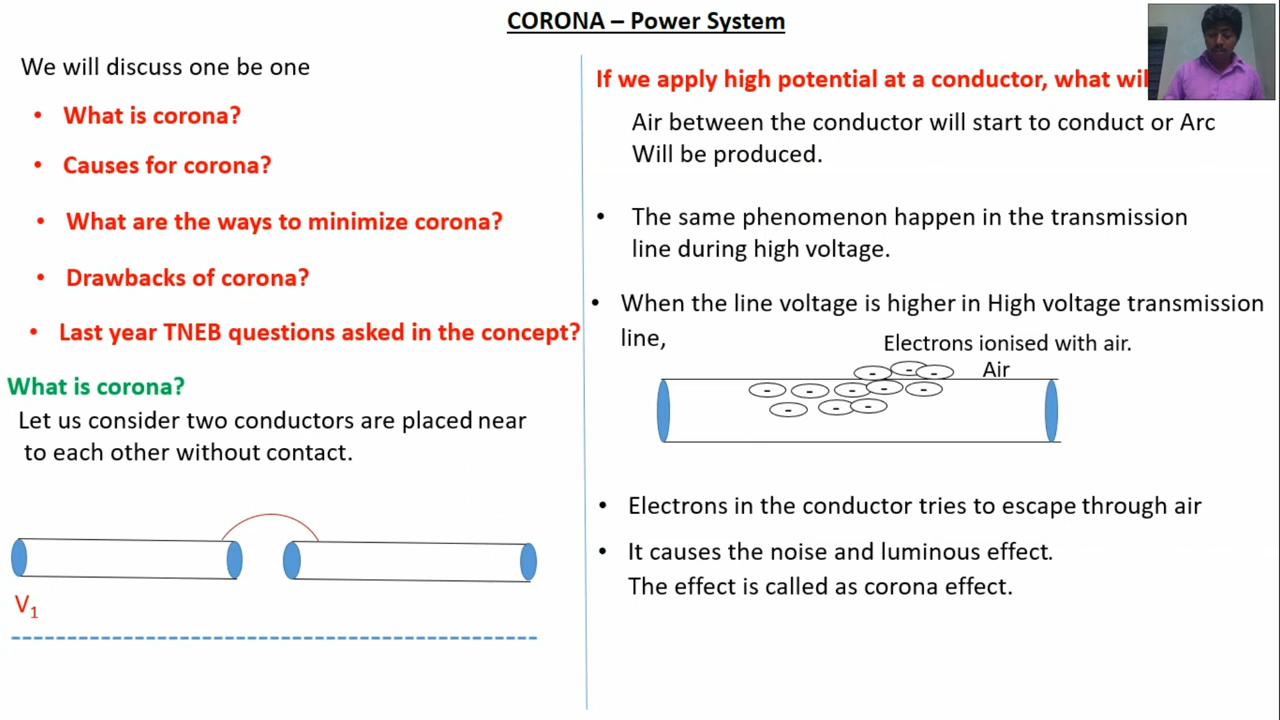 CORONA – Power System
We will discuss one be one
• What is corona?
• Causes for corona?
• What are the ways to minimize corona?
• Drawbacks of corona?
• Last year TNEB questions asked in the concept?
What is corona?
Let us consider two conductors are placed near
to each other without contact.
V1
If we apply high potential at a conductor, what
Air between the conductor will start to conduct or Arc
Will be produced.
• The same phenomenon happen in the transmission
line during high voltage.
• When the line voltage is higher in High voltage transmission
line,
Electrons ionised with air.
Air
- - -
- - - - -
- - -
• Electrons in the conductor tries to escape through air
• It causes the noise and luminous effect.
The effect is called as corona effect.